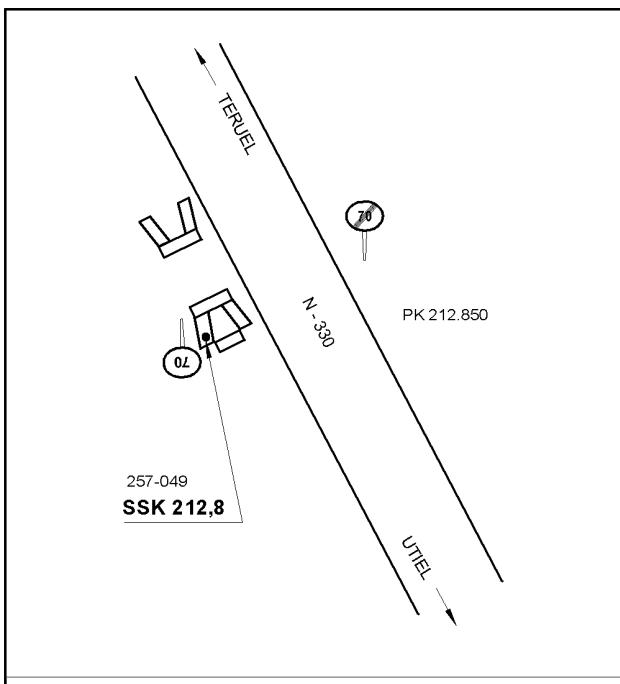 TERUEL
70
N - 330
PK 212.850
70
257-049
SSK 212,8
UTIEL